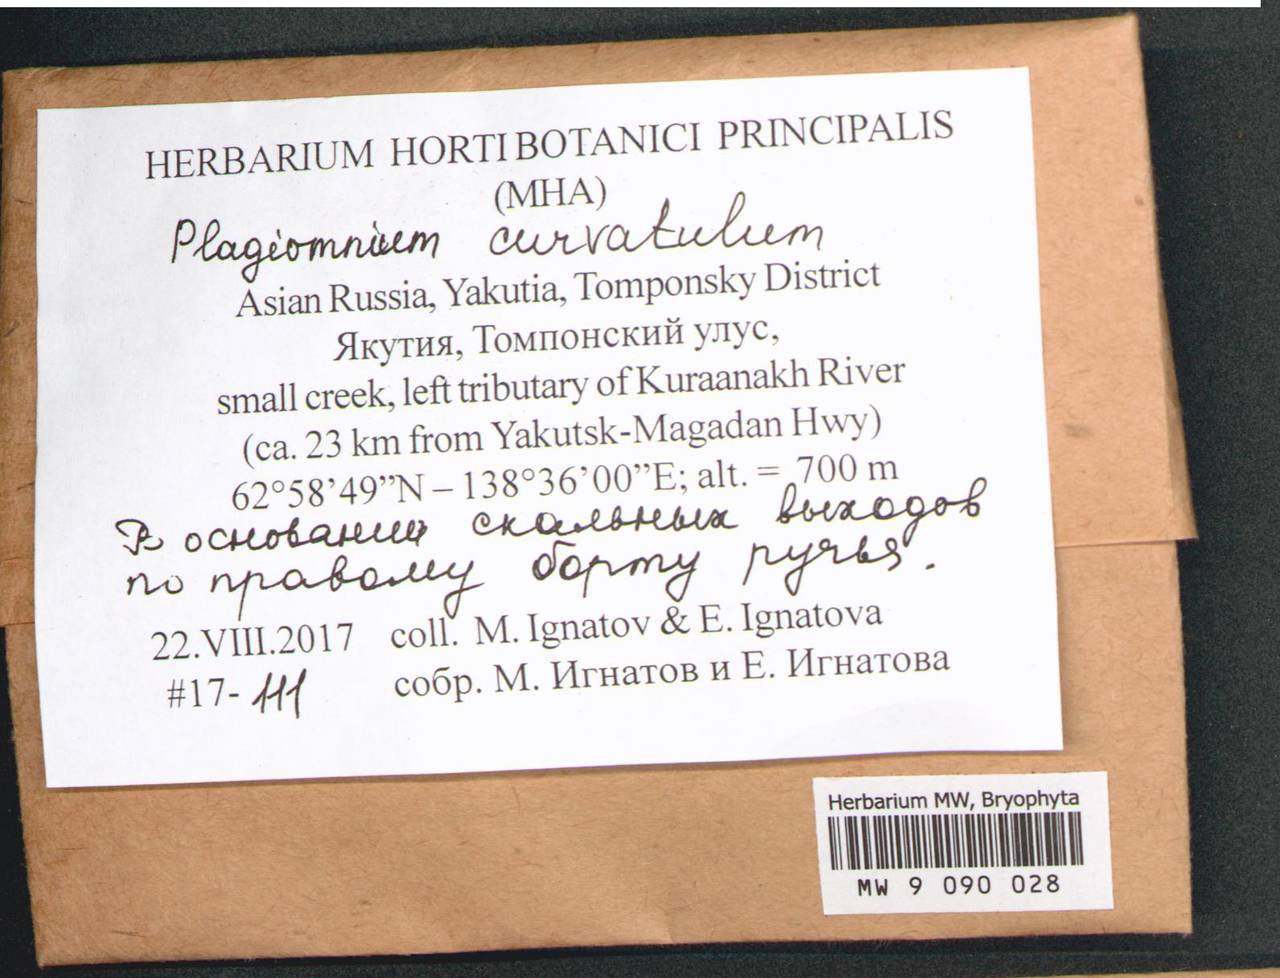 HERBARIUM HORTI BOTANICI PRINCIPALIS
(MHA)
Plagiomnium curvatulum
Asian Russia, Yakutia, Tomponsky District
Якутия, Томпонский улус,
small creek, left tributary of Kuraanakh River
(ca. 23 km from Yakutsk-Magadan Hwy)
62°58’49”N – 138°36’00”E; alt. = 700 m
В основании скальных выходов
по правому борту ручья.
22.VIII.2017 coll. M. Ignatov & E. Ignatova
#17-111 собр. М. Игнатов и Е. Игнатова
Herbarium MW, Bryophyta
MW 9 090 028